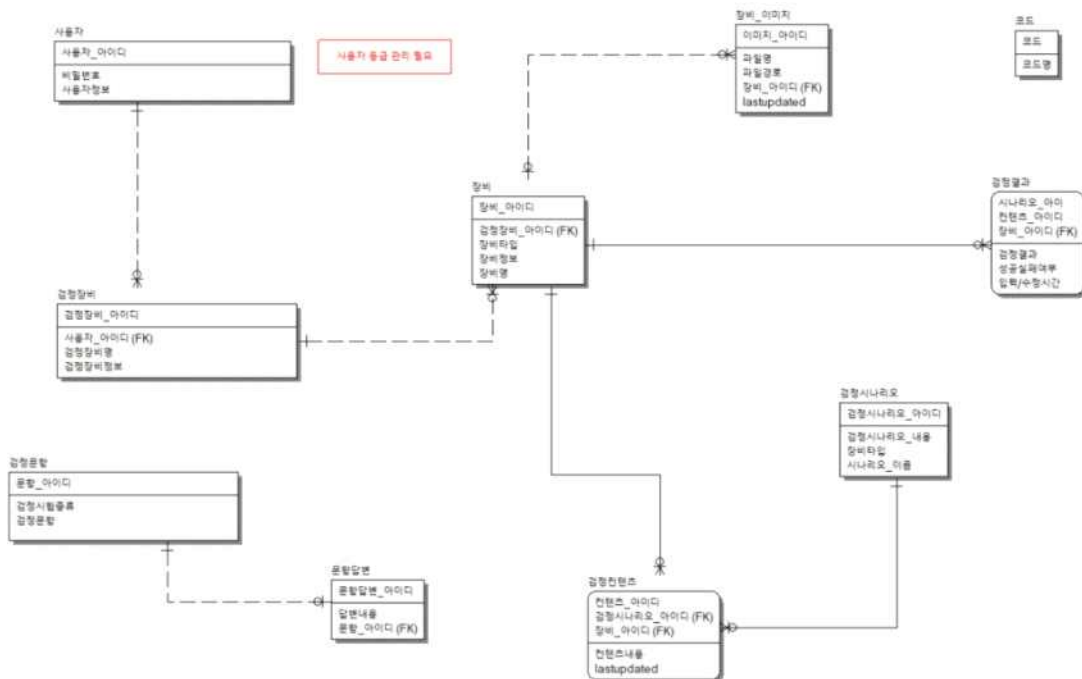 사용자
사용자_아이디
비밀번호
사용자정보
사용자 등급 관리 필요
장비_이미지
이미지_아이디
파일명
파일경로
장비_아이디 (FK)
lastupdated
코드
코드
코드명
장비
장비_아이디
검정장비_아이디 (FK)
장비타입
장비정보
장비명
검정결과
시나리오_아이
컨텐츠_아이디
장비_아이디 (FK)
검정결과
성공실패여부
입력/수정시간
검정장비
검정장비_아이디
사용자_아이디 (FK)
검정장비명
검정장비정보
검정시나리오
검정시나리오_아이디
검정시나리오_내용
장비타입
시나리오_이름
검정문항
문항_아이디
검정시험종류
검정문항
문항답변
문항답변_아이디
답변내용
문항_아이디 (FK)
검정컨텐츠
컨텐츠_아이디
검정시나리오_아이디 (FK)
장비_아이디 (FK)
컨텐츠내용
lastupdated